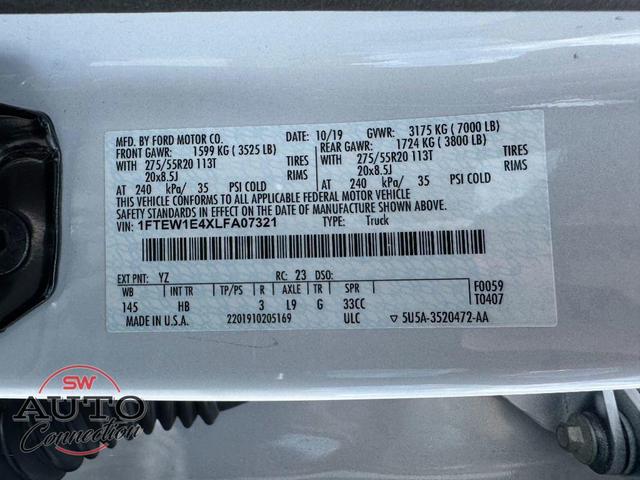 MFD. BY FORD MOTOR CO. DATE: 10/19 GVWR: 3175 KG ( 7000 LB)
FRONT GAWR: 1599 KG ( 3525 LB) REAR GAWR: 1724 KG ( 3800 LB)
WITH 275/55R20 113T TIRES WITH 275/55R20 113T TIRES
20x8.5J RIMS 20x8.5J RIMS
AT 240 kPa/ 35 PSI COLD AT 240 kPa/ 35 PSI COLD
THIS VEHICLE CONFORMS TO ALL APPLICABLE FEDERAL MOTOR VEHICLE
SAFETY STANDARDS IN EFFECT ON THE DATE OF MANUFACTURE SHOWN ABOVE.
VIN: 1FTEW1E4XLFA07321 TYPE: Truck
EXT PNT: YZ RC: 23 DSO: F0059
WB INT TR TP/PS R AXLE TR SPR T0407
145 HB 3 L9 G 33CC
MADE IN U.S.A. 2201910205169 ULC ▽ 5U5A-3520472-AA
SW
AUTO
Connection